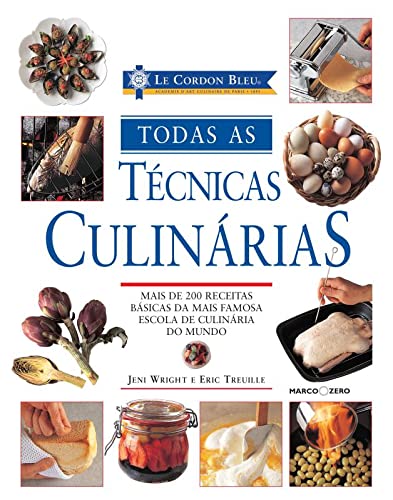 LE CORDON BLEU®
ACADEMIE D'ART CULINAIRE DE PARIS • 1895
TODAS AS
TÉCNICAS
CULINÁRIAS
MAIS DE 200 RECEITAS
BÁSICAS DA MAIS FAMOSA
ESCOLA DE CULINÁRIA
DO MUNDO
JENI WRIGHT E ERIC TREUILLE
MARCO ZERO